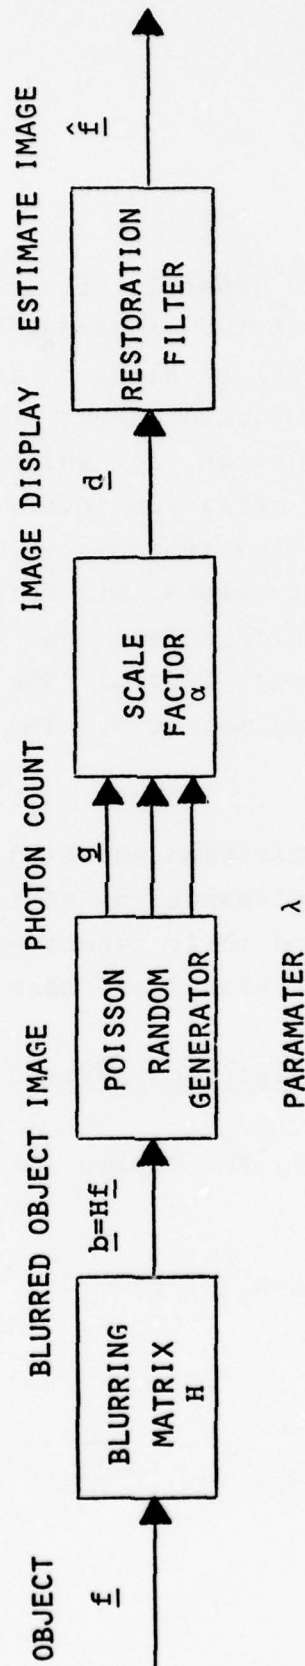 OBJECT
BLURRED OBJECT IMAGE
PHOTON COUNT
IMAGE DISPLAY
ESTIMATE IMAGE
f
BLURRING
MATRIX
H
b=Hf
POISSON
RANDOM
GENERATOR
g
SCALE
FACTOR
α
d
RESTORATION
FILTER
f̂
PARAMATER λ